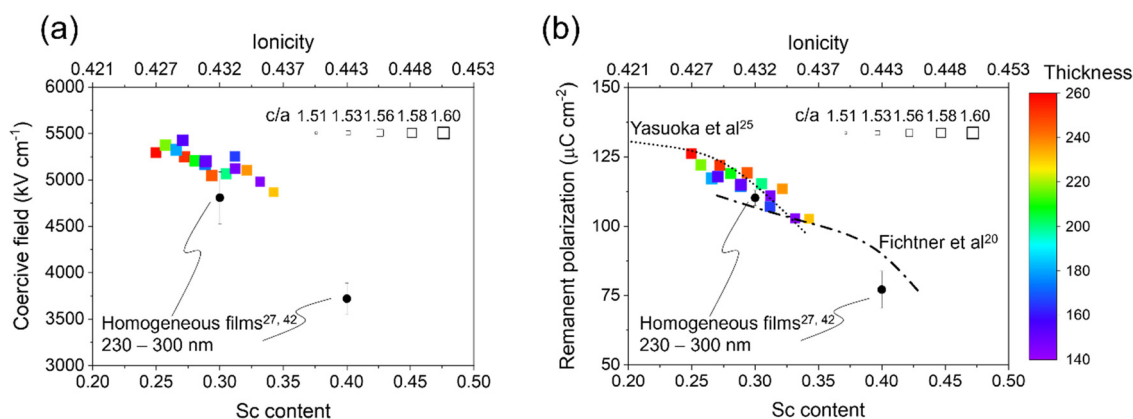 (a)
Ionicity
0.421 0.427 0.432 0.437 0.443 0.448 0.453
6000
5500
5000
4500
4000
3500
3000
Coercive field (kV cm⁻¹)
c/a 1.51 1.53 1.56 1.58 1.60
Homogeneous films²⁷, ⁴²
230 – 300 nm
0.20 0.25 0.30 0.35 0.40 0.45 0.50
Sc content
(b)
Ionicity
0.421 0.427 0.432 0.437 0.443 0.448 0.453
150
125
100
75
50
Remanent polarization (μC cm⁻²)
c/a 1.51 1.53 1.56 1.58 1.60
Yasuoka et al²⁵
Fichtner et al²⁰
Homogeneous films²⁷, ⁴²
230 – 300 nm
0.20 0.25 0.30 0.35 0.40 0.45 0.50
Sc content
Thickness
260
240
220
200
180
160
140